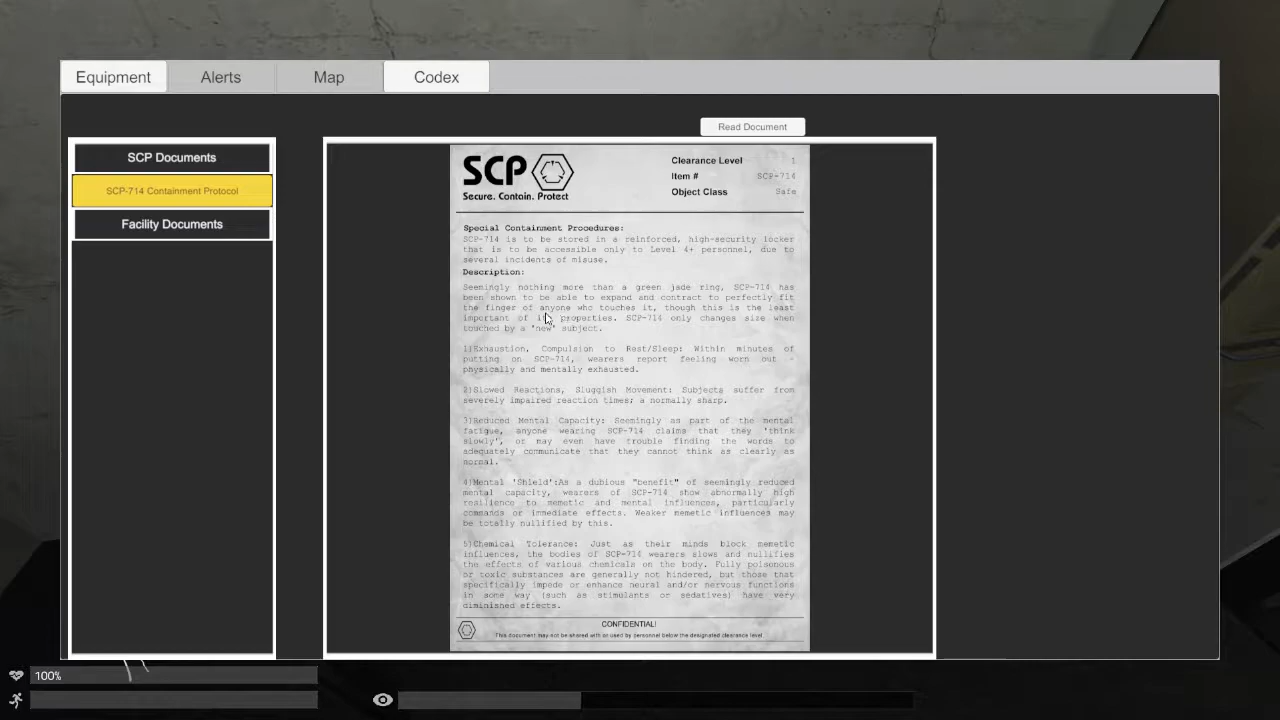 Equipment
Alerts
Map
Codex
Read Document
SCP Documents
SCP-714 Containment Protocol
Facility Documents
SCP
Secure. Contain. Protect
Clearance Level 1
Item # SCP-714
Object Class Safe
Special Containment Procedures:
SCP-714 is to be stored in a reinforced, high-security locker
that is to be accessible only to Level 4+ personnel, due to
several incidents of misuse.
Description:
Seemingly nothing more than a green jade ring, SCP-714 has
been shown to be able to expand and contract to perfectly fit
the finger of anyone who touches it, though this is the least
important of its properties. SCP-714 only changes size when
touched by a 'new' subject.
1)Exhaustion, Compulsion to Rest/Sleep: Within minutes of
putting on SCP-714, wearers report feeling worn out -
physically and mentally exhausted.
2)Slowed Reactions, Sluggish Movement: Subjects suffer from
severely impaired reaction times; a normally sharp.
3)Reduced Mental Capacity: Seemingly as part of the mental
fatigue, anyone wearing SCP-714 claims that they 'think
slowly', or may even have trouble finding the words to
adequately communicate that they cannot think as clearly as
normal.
4)Mental 'Shield':As a dubious "benefit" of seemingly reduced
mental capacity, wearers of SCP-714 show abnormally high
resilience to memetic and mental influences, particularly
commands or immediate effects. Weaker memetic influences may
be totally nullified by this.
5)Chemical Tolerance: Just as their minds block memetic
influences, the bodies of SCP-714 wearers slows and nullifies
the effects of various chemicals on the body. Fully poisonous
or toxic substances are generally not hindered, but those that
specifically impede or enhance neural and/or nervous functions
in some way (such as stimulants or sedatives) have very
diminished effects.
CONFIDENTIAL!
This document may not be shared with or used by personnel below the designated clearance level.
100%